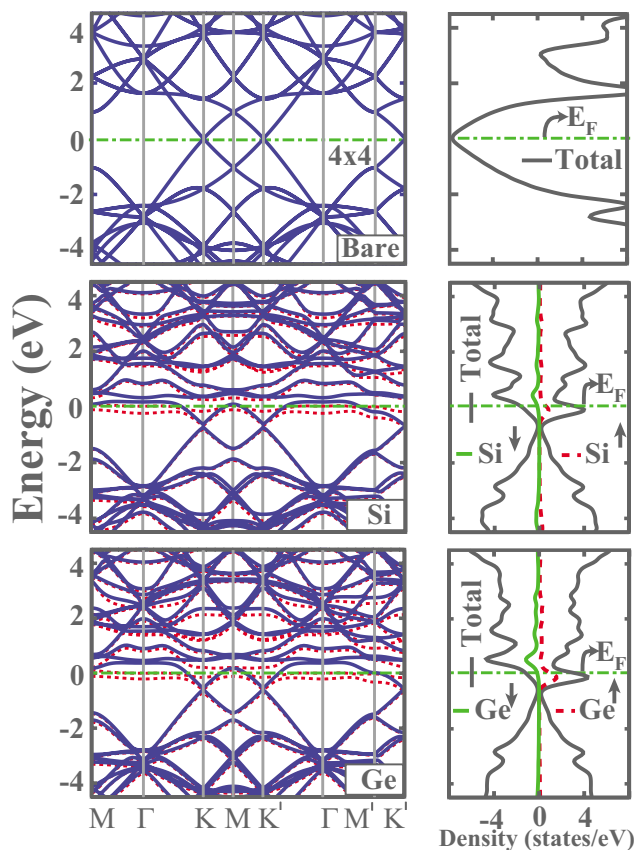 Energy (eV)
4
2
0
-2
-4
4x4
Bare
E_F
Total
4
2
0
-2
-4
Si
Total
E_F
Si
Si
4
2
0
-2
-4
Ge
Total
E_F
Ge
Ge
M Γ K M K' Γ M' K'
-4 0 4
Density (states/eV)